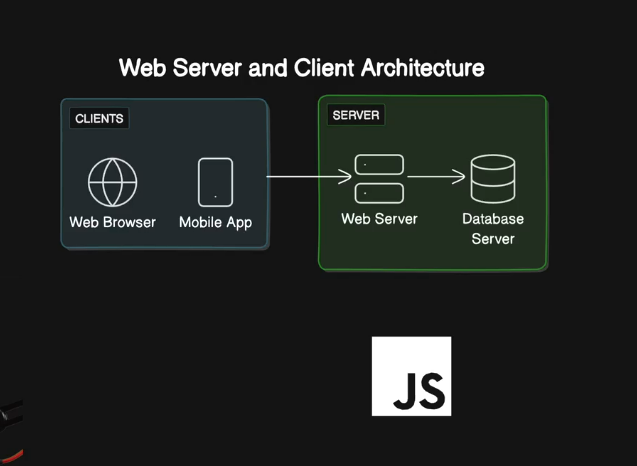 Web Server and Client Architecture
CLIENTS
Web Browser
Mobile App
SERVER
Web Server
Database
Server
JS